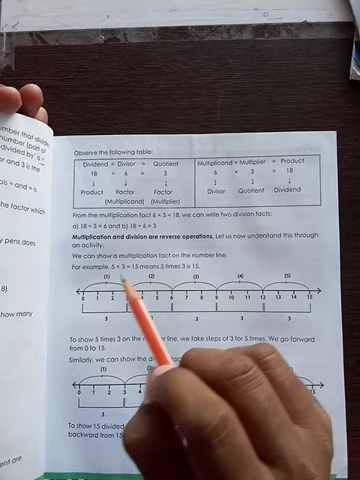 umber that divides
number (part of
divided by' is ÷.
or and 3 is the
ols ÷ and = is
he factor which
y pens does
8)
ent are
Observe the following table:
Dividend ÷ Divisor = Quotient
18 ÷ 6 = 3
↓ ↓ ↓
Product Factor Factor
(Multiplicand) (Multiplier)
Multiplicand × Multiplier = Product
6 × 3 = 18
↓ ↓ ↓
Divisor Quotient Dividend
From the multiplication fact 6 × 3 = 18, we can write two division facts:
a) 18 ÷ 3 = 6 and b) 18 ÷ 6 = 3
Multiplication and division are reverse operations. Let us now understand this through
an activity.
We can show a multiplication fact on the number line.
For example, 5 × 3 = 15 means 5 times 3 is 15.
(1) (2) (3) (4) (5)
0 1 2 3 4 5 6 7 8 9 10 11 12 13 14 15
3 3 3 3
To show 5 times 3 on the number line, we take steps of 3 for 5 times. We go forward
from 0 to 15.
Similarly, we can show the
(1)
0 1 2 3 4
3
To show 15 divided
backward from 15